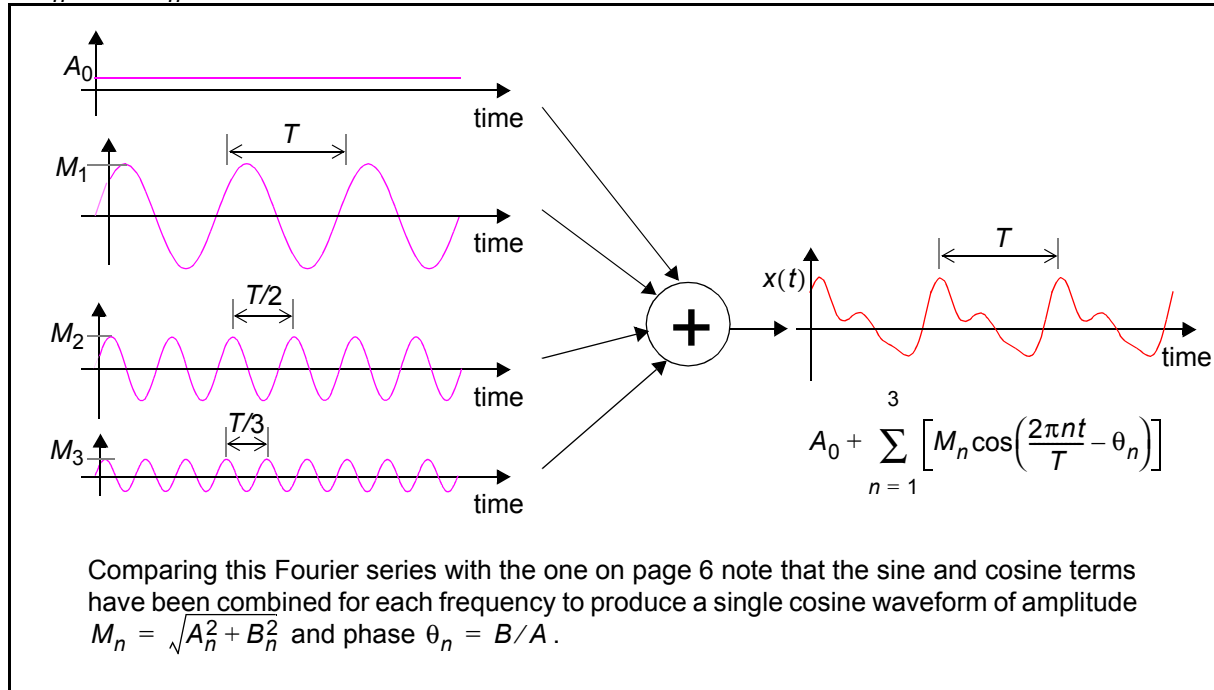 A₀
time
T
M₁
time
T/2
M₂
time
T/3
M₃
time
+
T
x(t)
time
A₀ + ∑_{n = 1}^{3} [Mₙ cos(2πnt/T – θₙ)]
Comparing this Fourier series with the one on page 6 note that the sine and cosine terms
have been combined for each frequency to produce a single cosine waveform of amplitude
Mₙ = √(Aₙ² + Bₙ²) and phase θₙ = B/A.